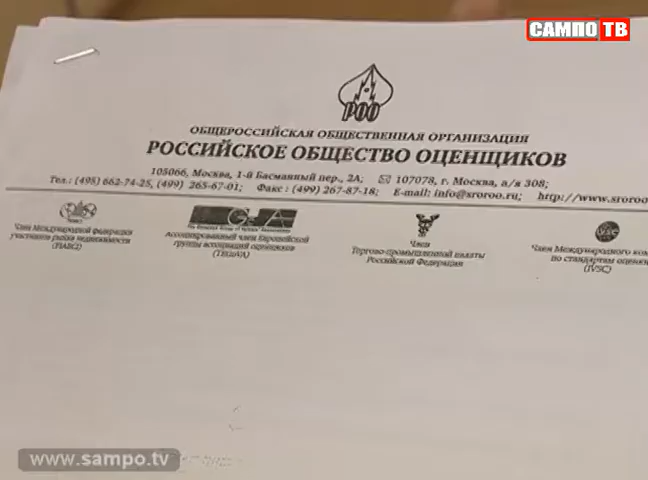 САМПО ТВ
РОО
ОБЩЕРОССИЙСКАЯ ОБЩЕСТВЕННАЯ ОРГАНИЗАЦИЯ
РОССИЙСКОЕ ОБЩЕСТВО ОЦЕНЩИКОВ
105066, Москва, 1-й Басманный пер., 2А; 107078, г. Москва, а/я 308;
Тел.: (495) 662-74-25, (499) 265-67-01; Факс: (499) 267-87-18; E-mail: info@sroroo.ru; http://www.sroroo
Член Международной федерации
участников рынка недвижимости
(FIABCI)
Ассоциированный член Европейской
группы ассоциаций оценщиков
(TEGoVA)
Член
Торгово-промышленной палаты
Российской Федерации
Член Международного ком
по стандартам оценки
(IVSC)
www.sampo.tv